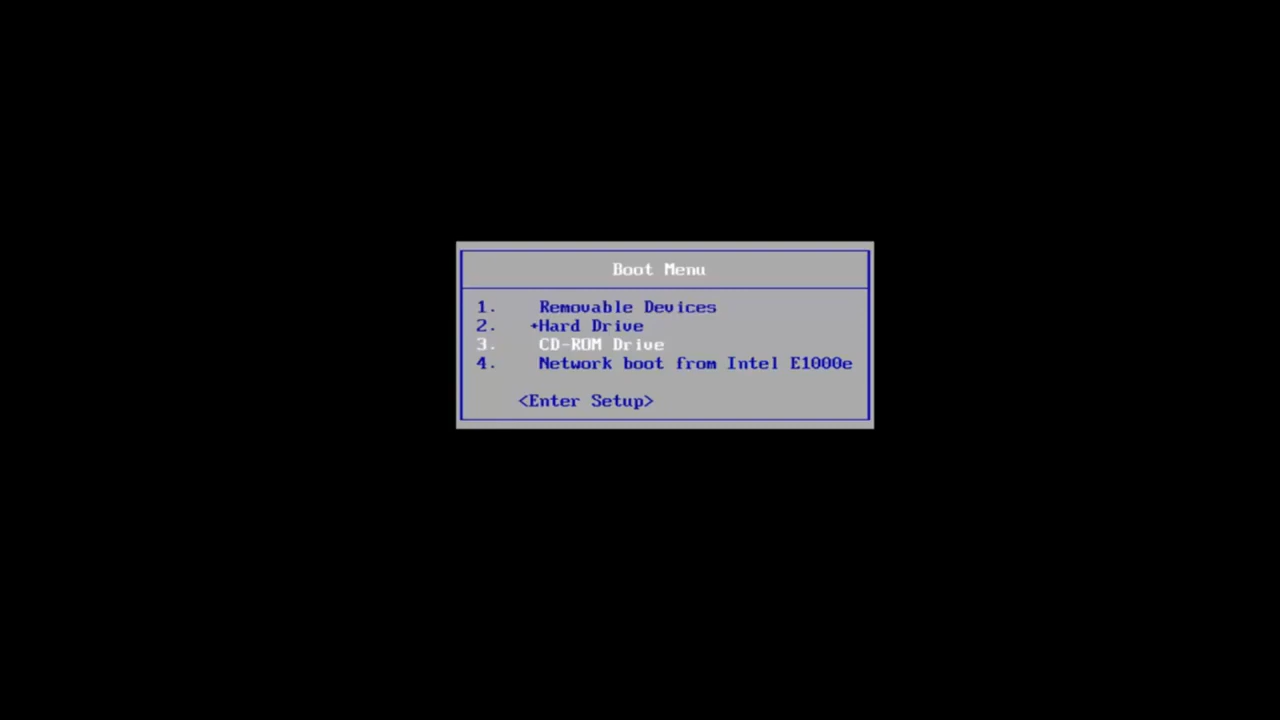 Boot Menu
1. Removable Devices
2. +Hard Drive
3. CD-ROM Drive
4. Network boot from Intel E1000e
<Enter Setup>